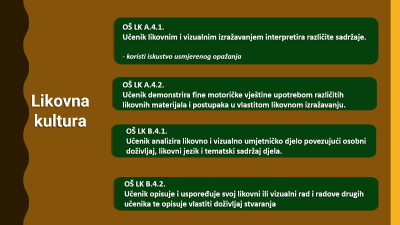 Likovna
kultura
OŠ LK A.4.1.
Učenik likovnim i vizualnim izražavanjem interpretira različite sadržaje.
- koristi iskustvo usmjerenog opažanja
OŠ LK A.4.2.
Učenik demonstrira fine motoričke vještine upotrebom različitih
likovnih materijala i postupaka u vlastitom likovnom izražavanju.
OŠ LK B.4.1.
Učenik analizira likovno i vizualno umjetničko djelo povezujući osobni
doživljaj, likovni jezik i tematski sadržaj djela.
OŠ LK B.4.2.
Učenik opisuje i uspoređuje svoj likovni ili vizualni rad i radove drugih
učenika te opisuje vlastiti doživljaj stvaranja